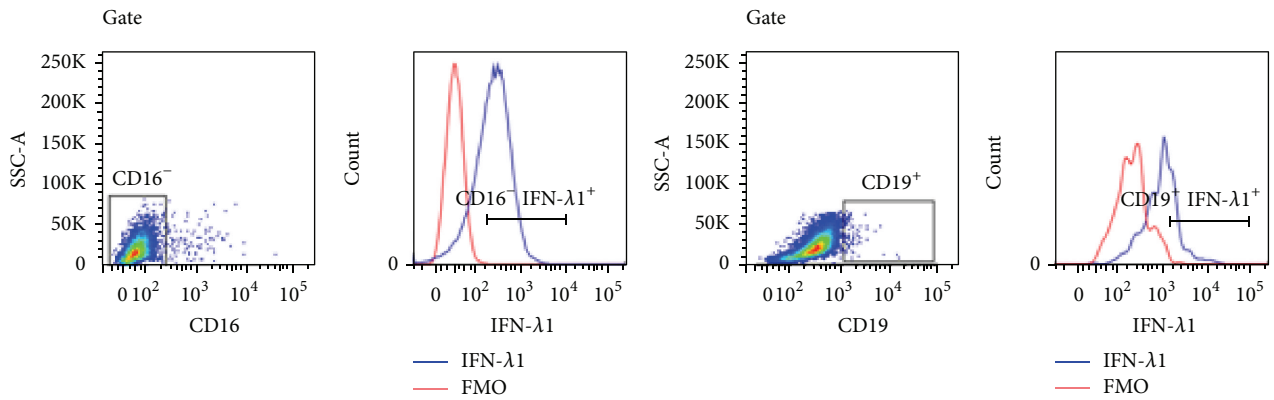 Gate
250K
200K
150K
100K
50K
0
SSC-A
CD16⁻
0 10² 10³ 10⁴ 10⁵
CD16
Count
CD16⁻ IFN-λ1⁺
0
0 10² 10³ 10⁴ 10⁵
IFN-λ1
IFN-λ1
FMO
Gate
250K
200K
150K
100K
50K
0
SSC-A
CD19⁺
0 10² 10³ 10⁴ 10⁵
CD19
Count
CD19⁺ IFN-λ1⁺
0
0 10² 10³ 10⁴ 10⁵
IFN-λ1
IFN-λ1
FMO